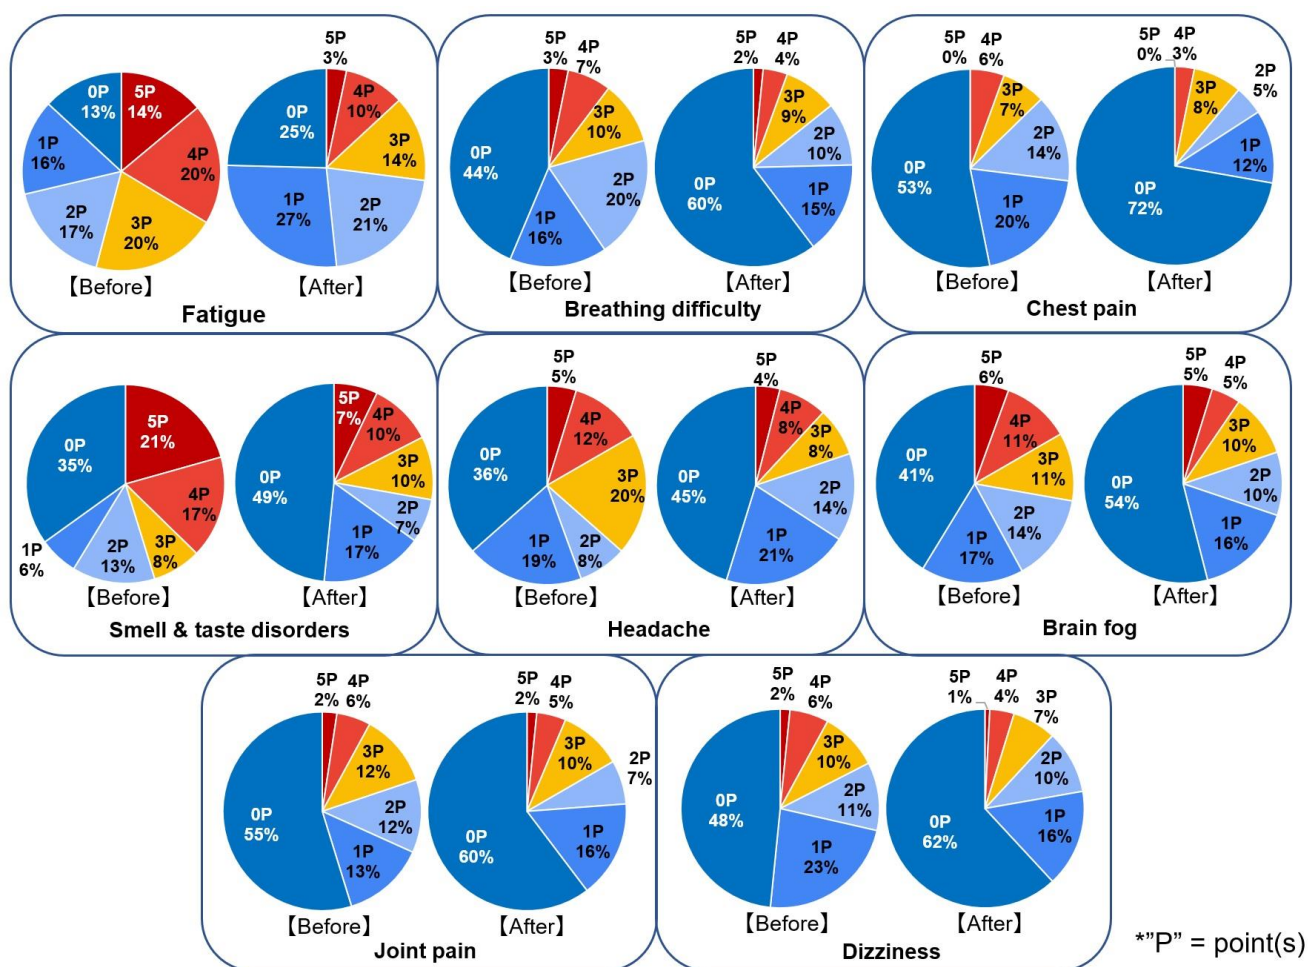 5P
14%
4P
20%
3P
20%
2P
17%
1P
16%
0P
13%
【Before】
5P
3%
4P
10%
3P
14%
2P
21%
1P
27%
0P
25%
【After】
Fatigue
5P
3%
4P
7%
3P
10%
2P
20%
1P
16%
0P
44%
【Before】
5P
2%
4P
4%
3P
9%
2P
10%
1P
15%
0P
60%
【After】
Breathing difficulty
5P
0%
4P
6%
3P
7%
2P
14%
1P
20%
0P
53%
【Before】
5P
0%
4P
3%
3P
8%
2P
5%
1P
12%
0P
72%
【After】
Chest pain
5P
21%
4P
17%
3P
8%
2P
13%
1P
6%
0P
35%
【Before】
5P
7%
4P
10%
3P
10%
2P
7%
1P
17%
0P
49%
【After】
Smell & taste disorders
5P
5%
4P
12%
3P
20%
2P
8%
1P
19%
0P
36%
【Before】
5P
4%
4P
8%
3P
8%
2P
14%
1P
21%
0P
45%
【After】
Headache
5P
6%
4P
11%
3P
11%
2P
14%
1P
17%
0P
41%
【Before】
5P
5%
4P
5%
3P
10%
2P
10%
1P
16%
0P
54%
【After】
Brain fog
5P
2%
4P
6%
3P
12%
2P
12%
1P
13%
0P
55%
【Before】
5P
2%
4P
5%
3P
10%
2P
7%
1P
16%
0P
60%
【After】
Joint pain
5P
2%
4P
6%
3P
10%
2P
11%
1P
23%
0P
48%
【Before】
5P
1%
4P
4%
3P
7%
2P
10%
1P
16%
0P
62%
【After】
Dizziness
*”P” = point(s)